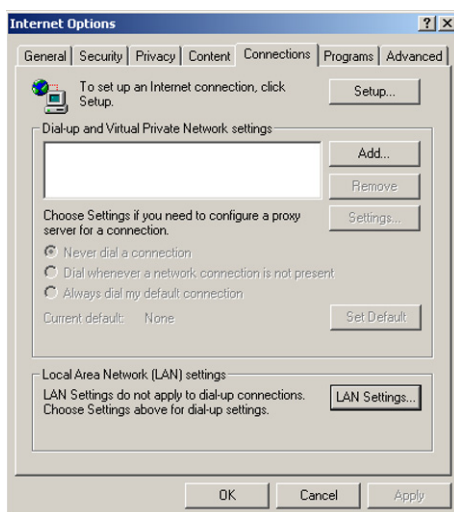 Internet Options
General Security Privacy Content Connections Programs Advanced
To set up an Internet connection, click
Setup.
Setup...
Dial-up and Virtual Private Network settings
Add...
Remove
Choose Settings if you need to configure a proxy
server for a connection.
Settings...
Never dial a connection
Dial whenever a network connection is not present
Always dial my default connection
Current default: None
Set Default
Local Area Network (LAN) settings
LAN Settings do not apply to dial-up connections.
Choose Settings above for dial-up settings.
LAN Settings...
OK Cancel Apply